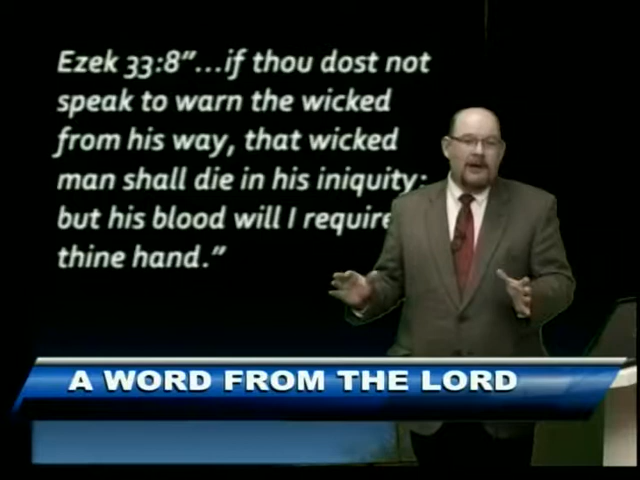 Ezek 33:8"...if thou dost not
speak to warn the wicked
from his way, that wicked
man shall die in his iniquity;
but his blood will I require
thine hand."
A WORD FROM THE LORD